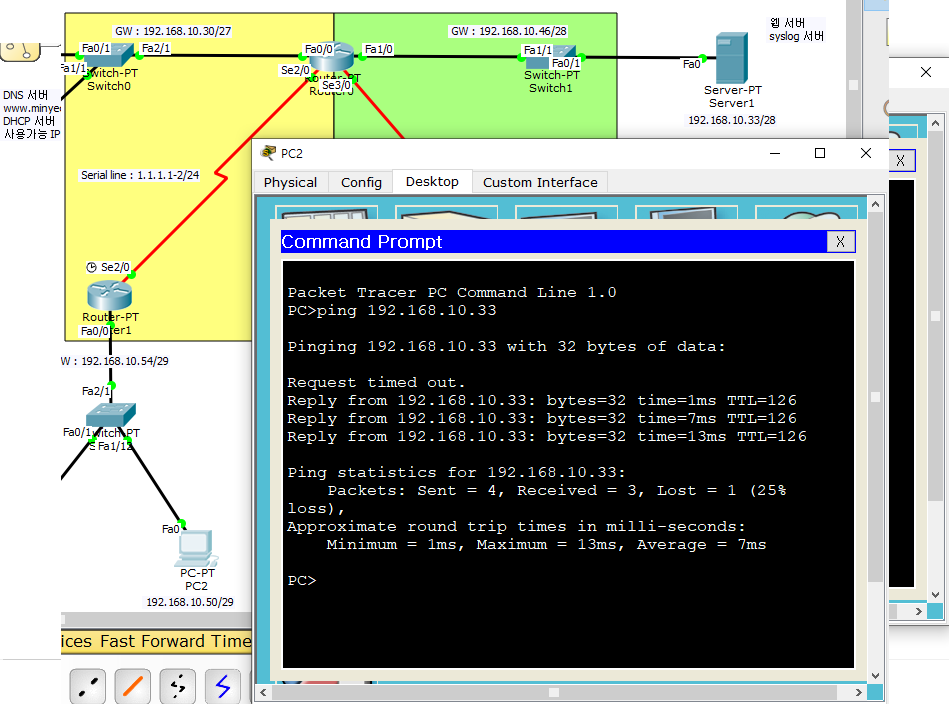 GW : 192.168.10.30/27
Fa0/1
Fa2/1
Fa1/1
Switch-PT
Switch0
DNS 서버
DHCP 서버
사용가능 IP
Fa0/0
Fa1/0
Se2/0
Se3/0
Router0
GW : 192.168.10.46/28
Fa1/1
Fa0/1
Switch-PT
Switch1
웹 서버
syslog 서버
Fa0
Server-PT
Server1
192.168.10.33/28
Serial line : 1.1.1.1-2/24
Se2/0
Router-PT
Fa0/0
: 192.168.10.54/29
Fa2/1
Fa0/1
Fa1/1
Fa0
PC-PT
PC2
192.168.10.50/29
Fast Forward Time
PC2
Physical
Config
Desktop
Custom Interface
Command Prompt
X
Packet Tracer PC Command Line 1.0
PC>ping 192.168.10.33
Pinging 192.168.10.33 with 32 bytes of data:
Request timed out.
Reply from 192.168.10.33: bytes=32 time=1ms TTL=126
Reply from 192.168.10.33: bytes=32 time=7ms TTL=126
Reply from 192.168.10.33: bytes=32 time=13ms TTL=126
Ping statistics for 192.168.10.33:
Packets: Sent = 4, Received = 3, Lost = 1 (25%
loss),
Approximate round trip times in milli-seconds:
Minimum = 1ms, Maximum = 13ms, Average = 7ms
PC>
X